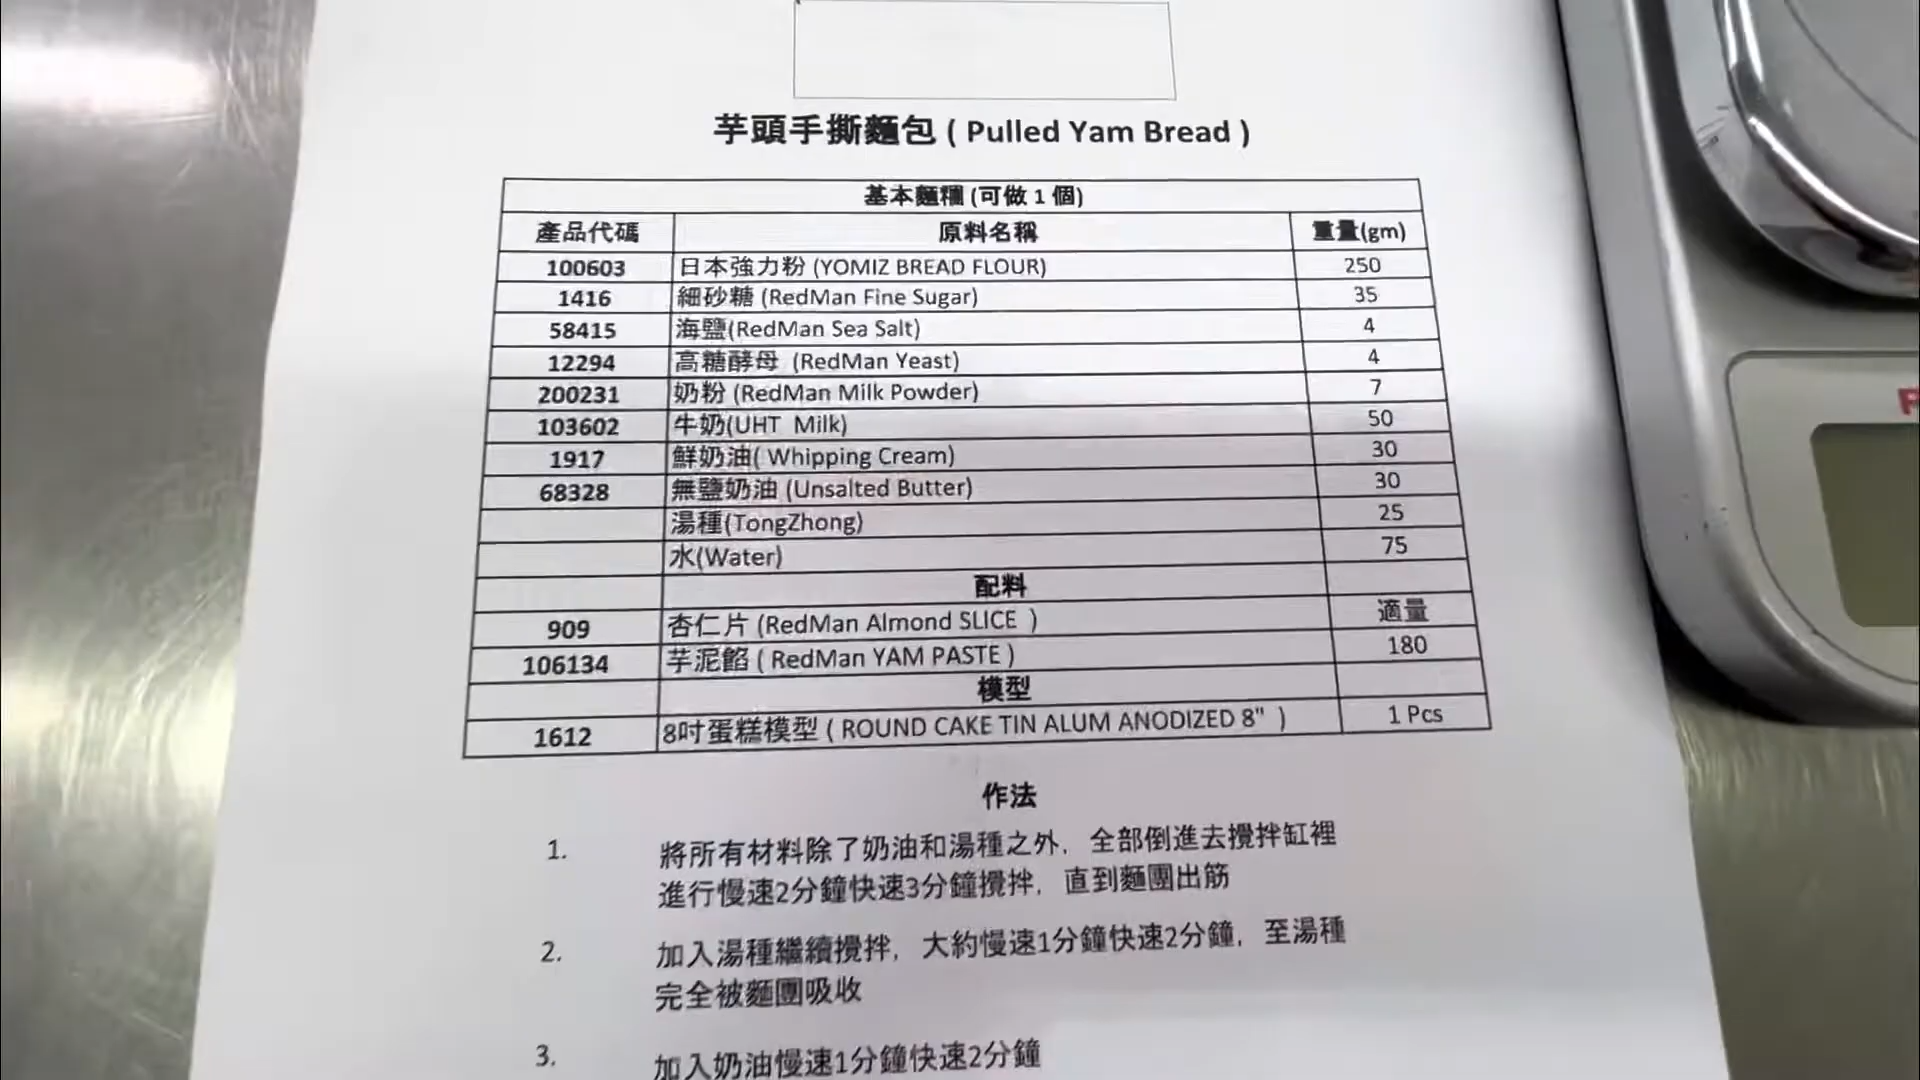 芋頭手撕麵包 ( Pulled Yam Bread )
基本麵糰 (可做 1 個)
產品代碼 原料名稱 重量(gm)
100603 日本強力粉 (YOMIZ BREAD FLOUR) 250
1416 細砂糖 (RedMan Fine Sugar) 35
58415 海鹽(RedMan Sea Salt) 4
12294 高糖酵母 (RedMan Yeast) 4
200231 奶粉 (RedMan Milk Powder) 7
103602 牛奶(UHT Milk) 50
1917 鮮奶油( Whipping Cream) 30
68328 無鹽奶油 (Unsalted Butter) 30
湯種(TongZhong) 25
水(Water) 75
配料
909 杏仁片 (RedMan Almond SLICE ) 適量
106134 芋泥餡 ( RedMan YAM PASTE ) 180
模型
1612 8吋蛋糕模型 ( ROUND CAKE TIN ALUM ANODIZED 8" ) 1 Pcs
作法
1. 將所有材料除了奶油和湯種之外，全部倒進去攪拌缸裡
進行慢速2分鐘快速3分鐘攪拌，直到麵團出筋
2. 加入湯種繼續攪拌，大約慢速1分鐘快速2分鐘，至湯種
完全被麵團吸收
3. 加入奶油慢速1分鐘快速2分鐘